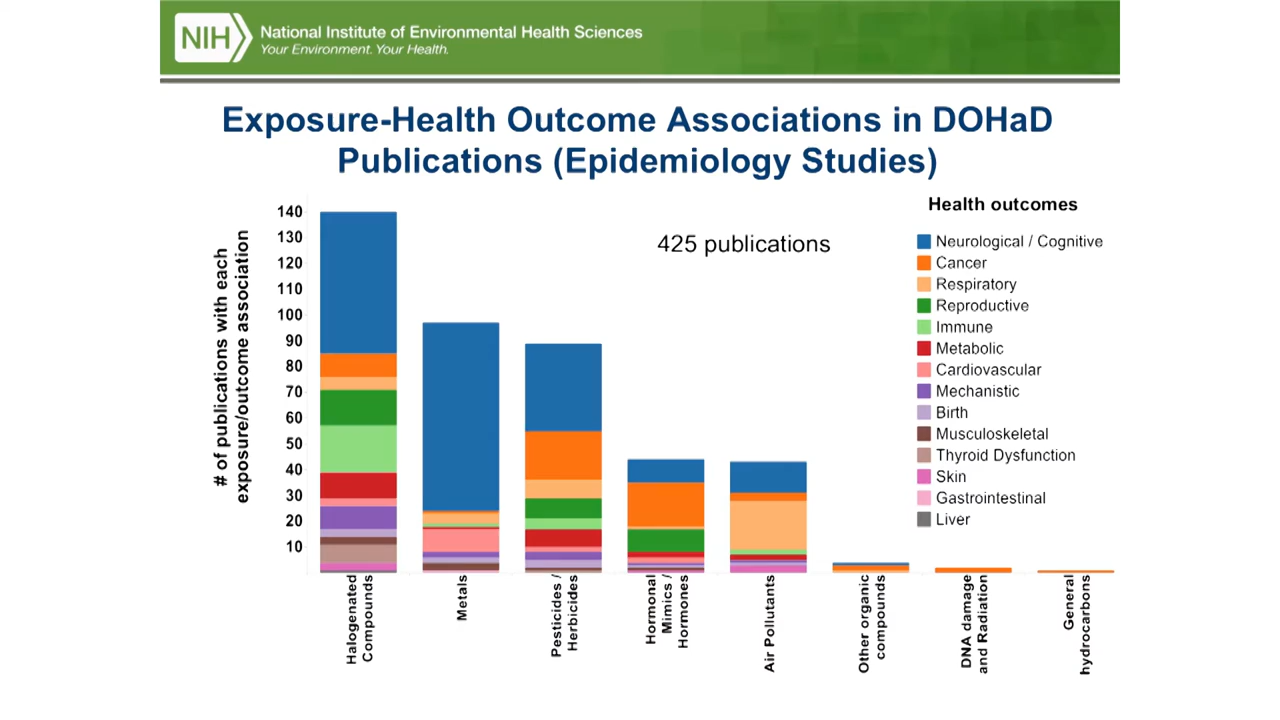 NIH
National Institute of Environmental Health Sciences
Your Environment. Your Health.
Exposure-Health Outcome Associations in DOHaD
Publications (Epidemiology Studies)
# of publications with each
exposure/outcome association
140
130
120
110
100
90
80
70
60
50
40
30
20
10
425 publications
Health outcomes
Neurological / Cognitive
Cancer
Respiratory
Reproductive
Immune
Metabolic
Cardiovascular
Mechanistic
Birth
Musculoskeletal
Thyroid Dysfunction
Skin
Gastrointestinal
Liver
Halogenated
Compounds
Metals
Pesticides /
Herbicides
Hormonal
Mimics /
Hormones
Air Pollutants
Other organic
compounds
DNA damage
and Radiation
General
hydrocarbons